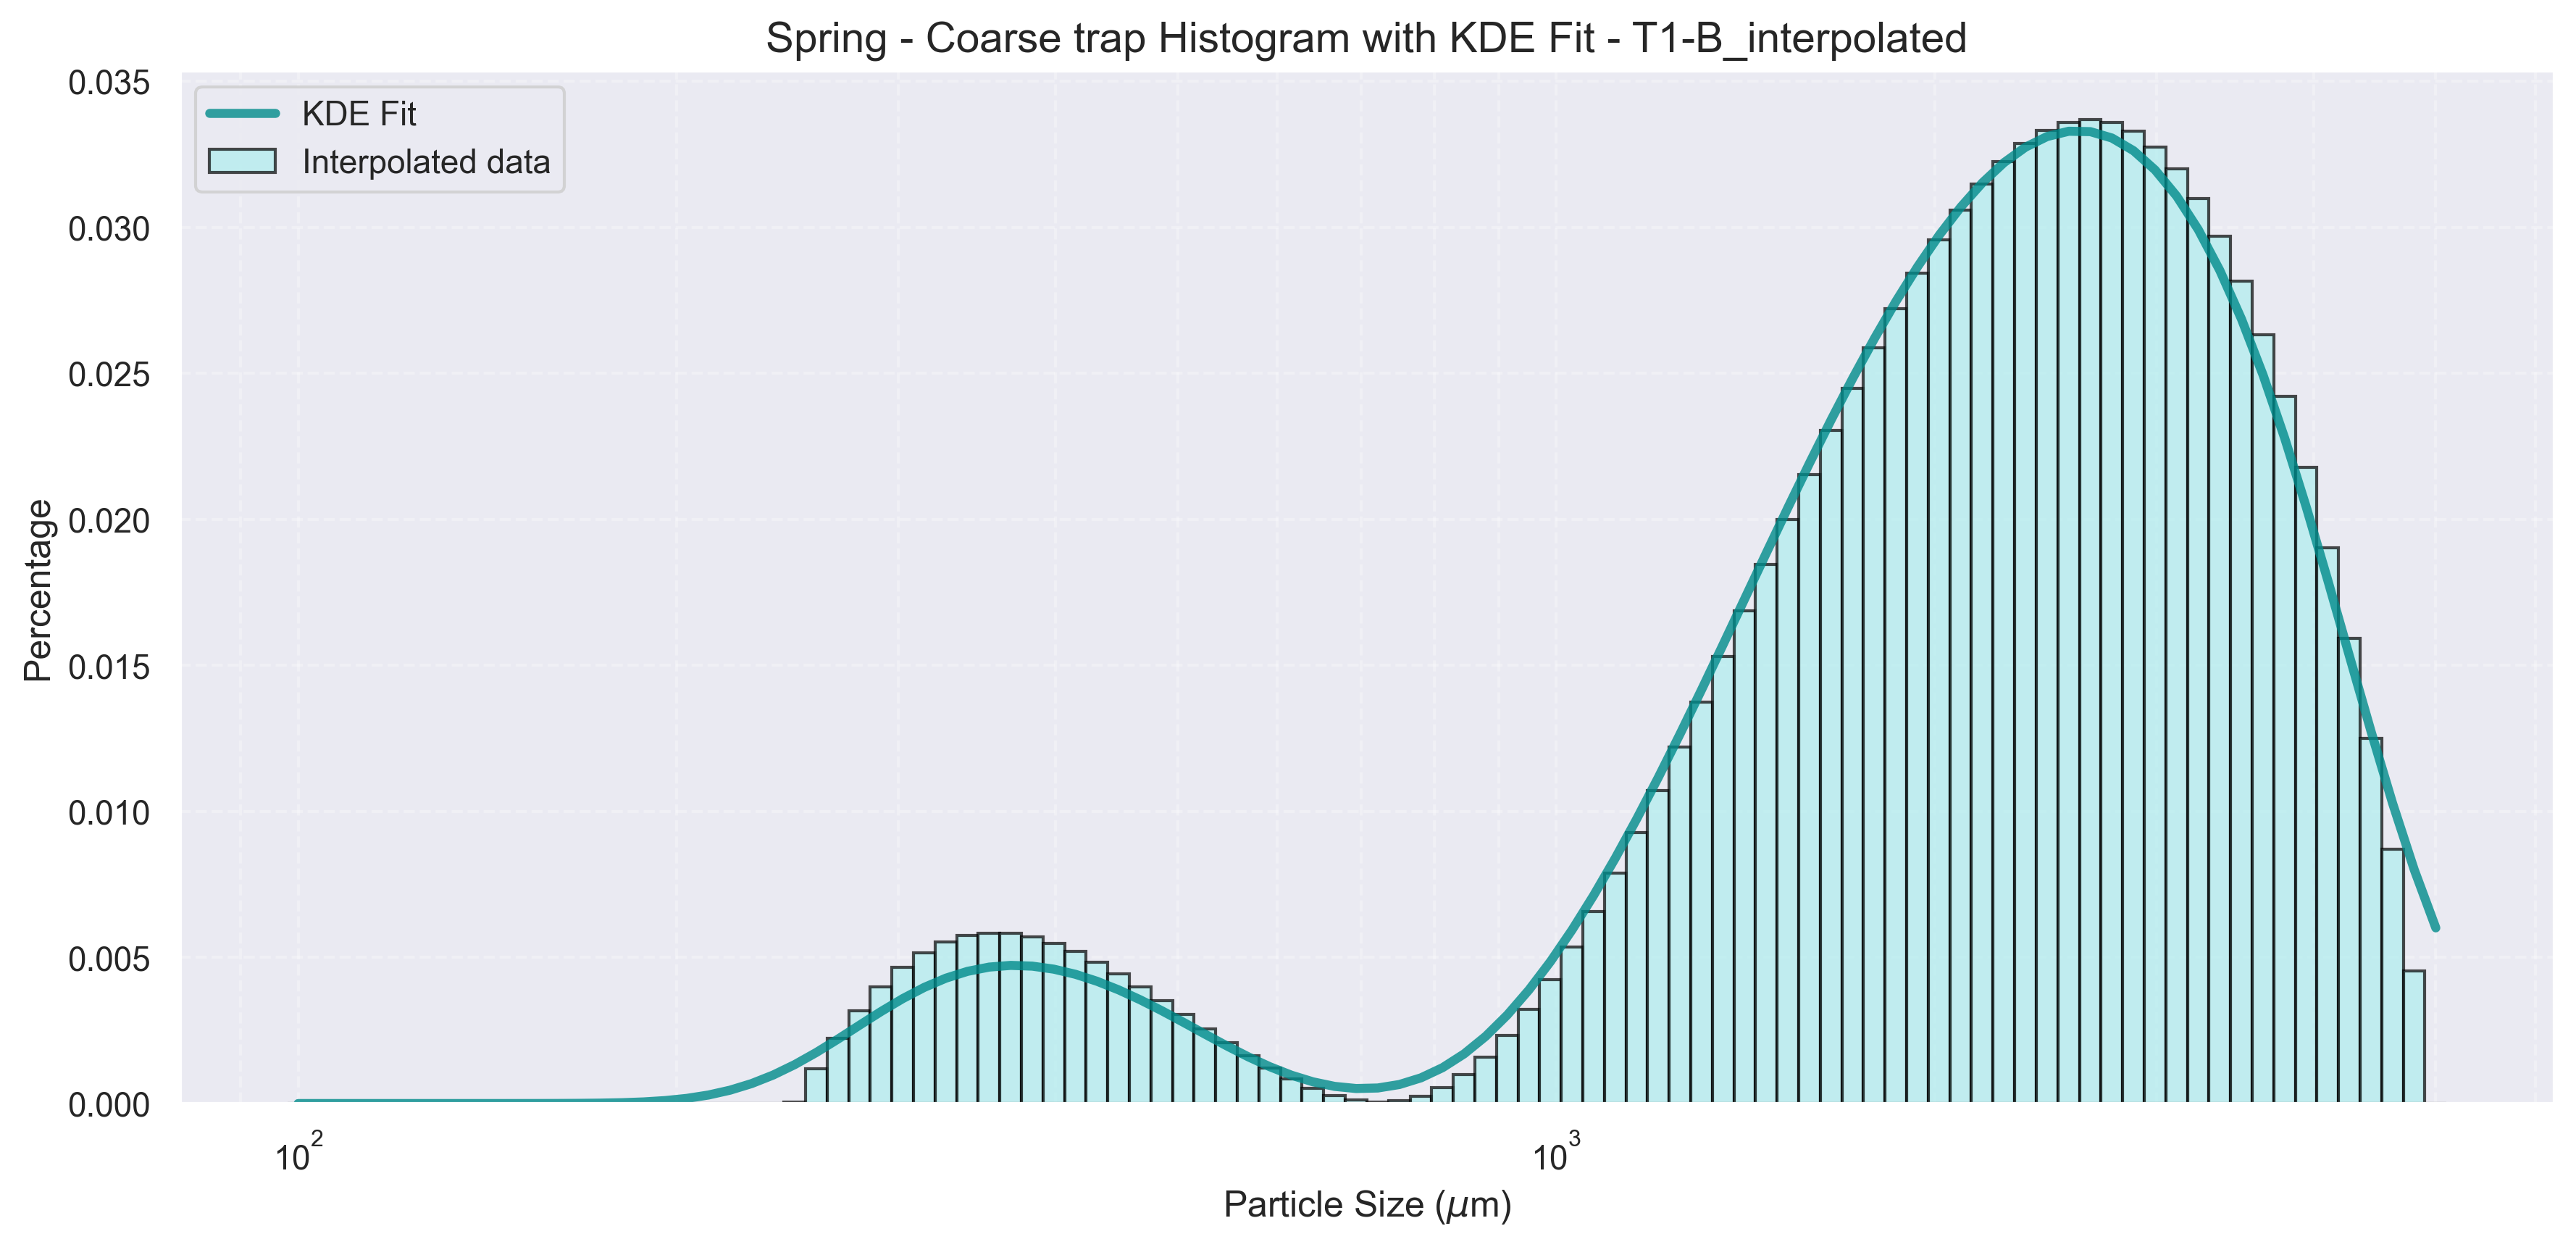 Spring - Coarse trap Histogram with KDE Fit - T1-B_interpolated
KDE Fit
Interpolated data
Percentage
0.035
0.030
0.025
0.020
0.015
0.010
0.005
0.000
10²
10³
Particle Size (μm)